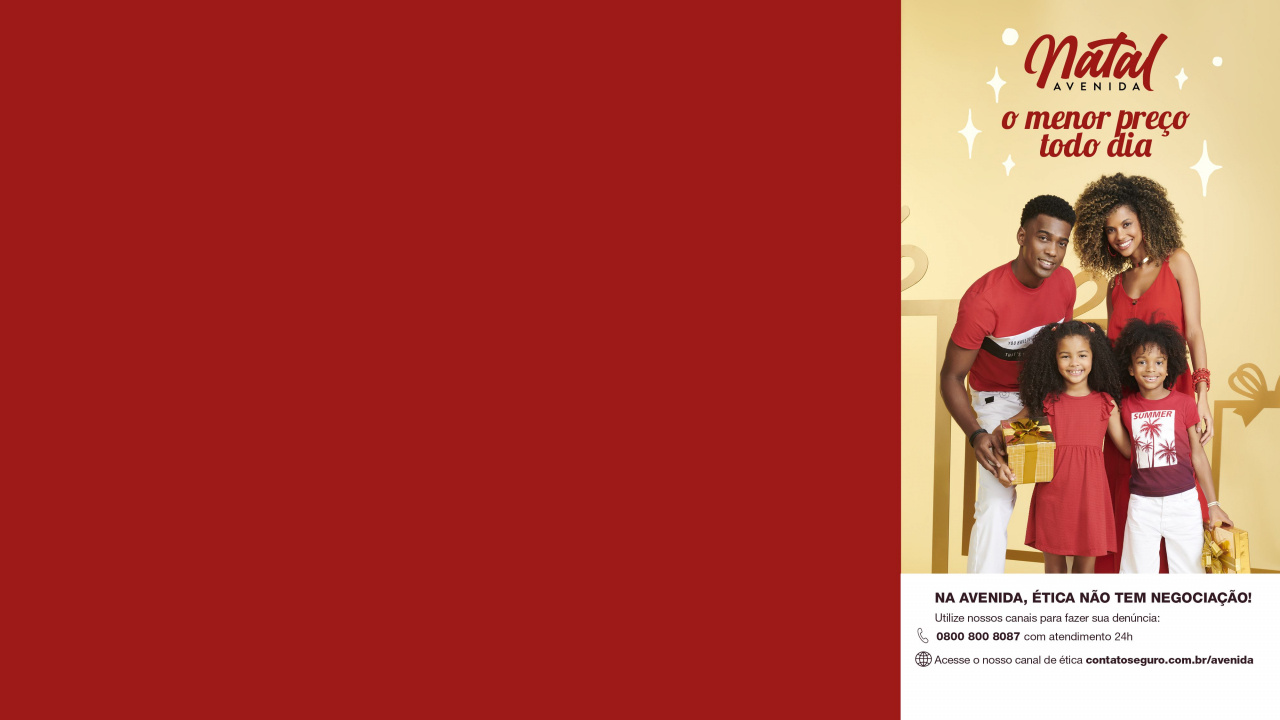 Natal
AVENIDA
o menor preço
todo dia
SUMMER
NA AVENIDA, ÉTICA NÃO TEM NEGOCIAÇÃO!
Utilize nossos canais para fazer sua denúncia:
0800 800 8087 com atendimento 24h
Acesse o nosso canal de ética contatoseguro.com.br/avenida